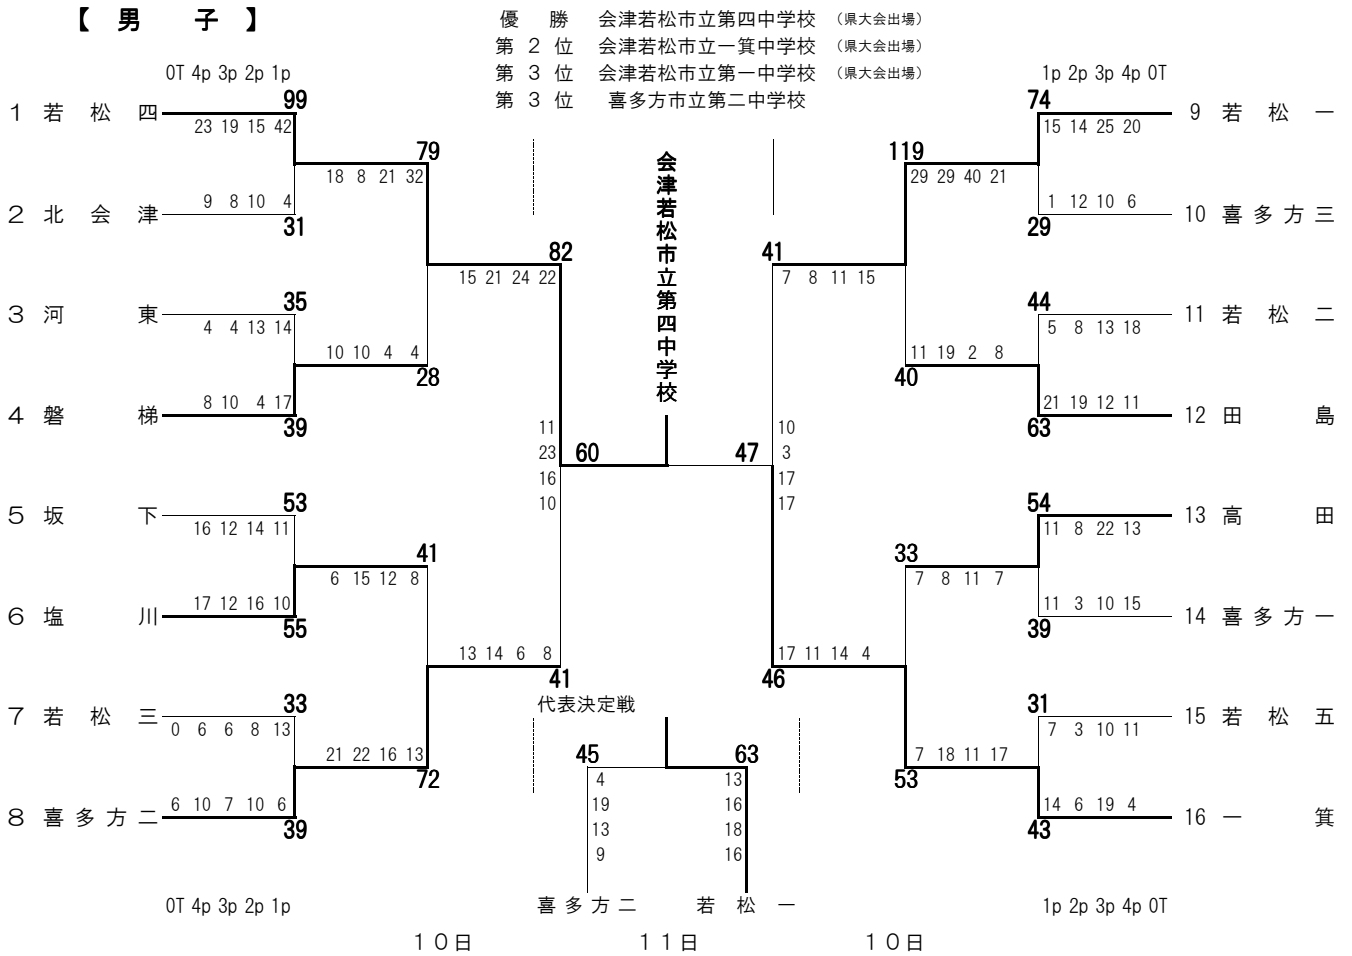 【 男 子 】
優 勝 会津若松市立第四中学校 （県大会出場）
第 2 位 会津若松市立一箕中学校 （県大会出場）
第 3 位 会津若松市立第一中学校 （県大会出場）
第 3 位 喜多方市立第二中学校
OT 4p 3p 2p 1p
1p 2p 3p 4p OT
99
74
1 若松四
23 19 15 42
15 14 25 20
9 若松一
79
119
18 8 21 32
29 29 40 21
2 北会津
9 8 10 4
1 12 10 6
10 喜多方三
31
29
会津若松市立第四中学校
82
41
15 21 24 22
7 8 11 15
35
44
3 河東
4 4 13 14
5 8 13 18
11 若松二
10 10 4 4
11 19 2 8
28
40
4 磐梯
8 10 4 17
21 19 12 11
12 田島
39
63
11
23
16
10
60
47
10
3
17
17
53
54
5 坂下
16 12 14 11
11 8 22 13
13 高田
41
33
6 15 12 8
7 8 11 7
6 塩川
17 12 16 10
11 3 10 15
14 喜多方一
55
39
13 14 6 8
17 11 14 4
41
46
代表決定戦
33
31
7 若松三
0 6 6 8 13
7 3 10 11
15 若松五
21 22 16 13
7 18 11 17
72
53
45
63
4
19
13
9
13
16
18
16
8 喜多方二
6 10 7 10 6
14 6 19 4
16 一箕
39
43
OT 4p 3p 2p 1p
喜多方二
若松一
1p 2p 3p 4p OT
10日
11日
10日